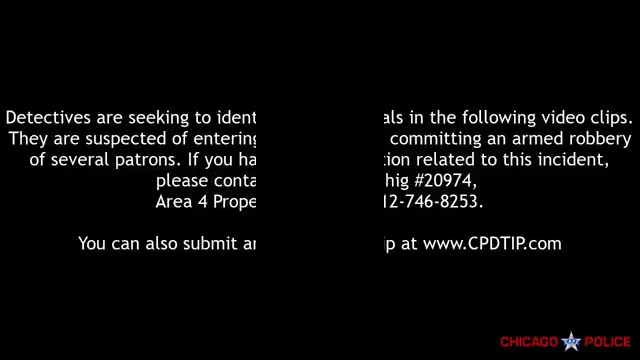 Detectives are seeking to ident als in the following video clips.
They are suspected of entering committing an armed robbery
of several patrons. If you ha tion related to this incident,
please conta hig #20974,
Area 4 Prope 12-746-8253.
You can also submit an ip at www.CPDTIP.com
CHICAGO POLICE